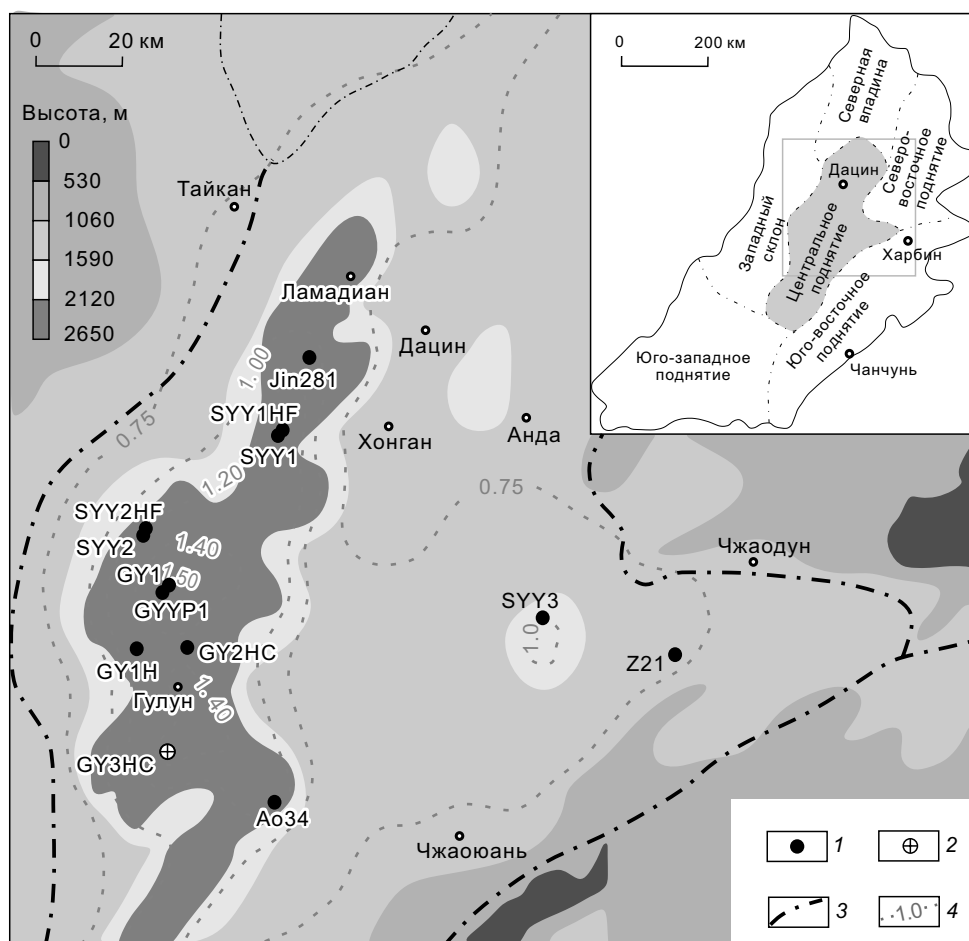 0 20 км
Высота, м
0
530
1060
1590
2120
2650
0 200 км
Северная
впадина
Северо-
восточное
поднятие
Дацин
Западный
склон
Центральное
поднятие
Харбин
Юго-восточное
поднятие
Юго-западное
поднятие
Чанчунь
Тайкан
Ламадиан
Дацин
1.00
Jin281
0.75
SYY1HF
SYY1
Хонган
Анда
1.20
0.75
SYY2HF
SYY2
1.40
GY1
1.50
GYYP1
Чжаодун
SYY3
1.0
Z21
GY1H
GY2HC
Гулун
1.40
GY3HC
Ao34
Чжаоюань
1
2
3
1.0
4